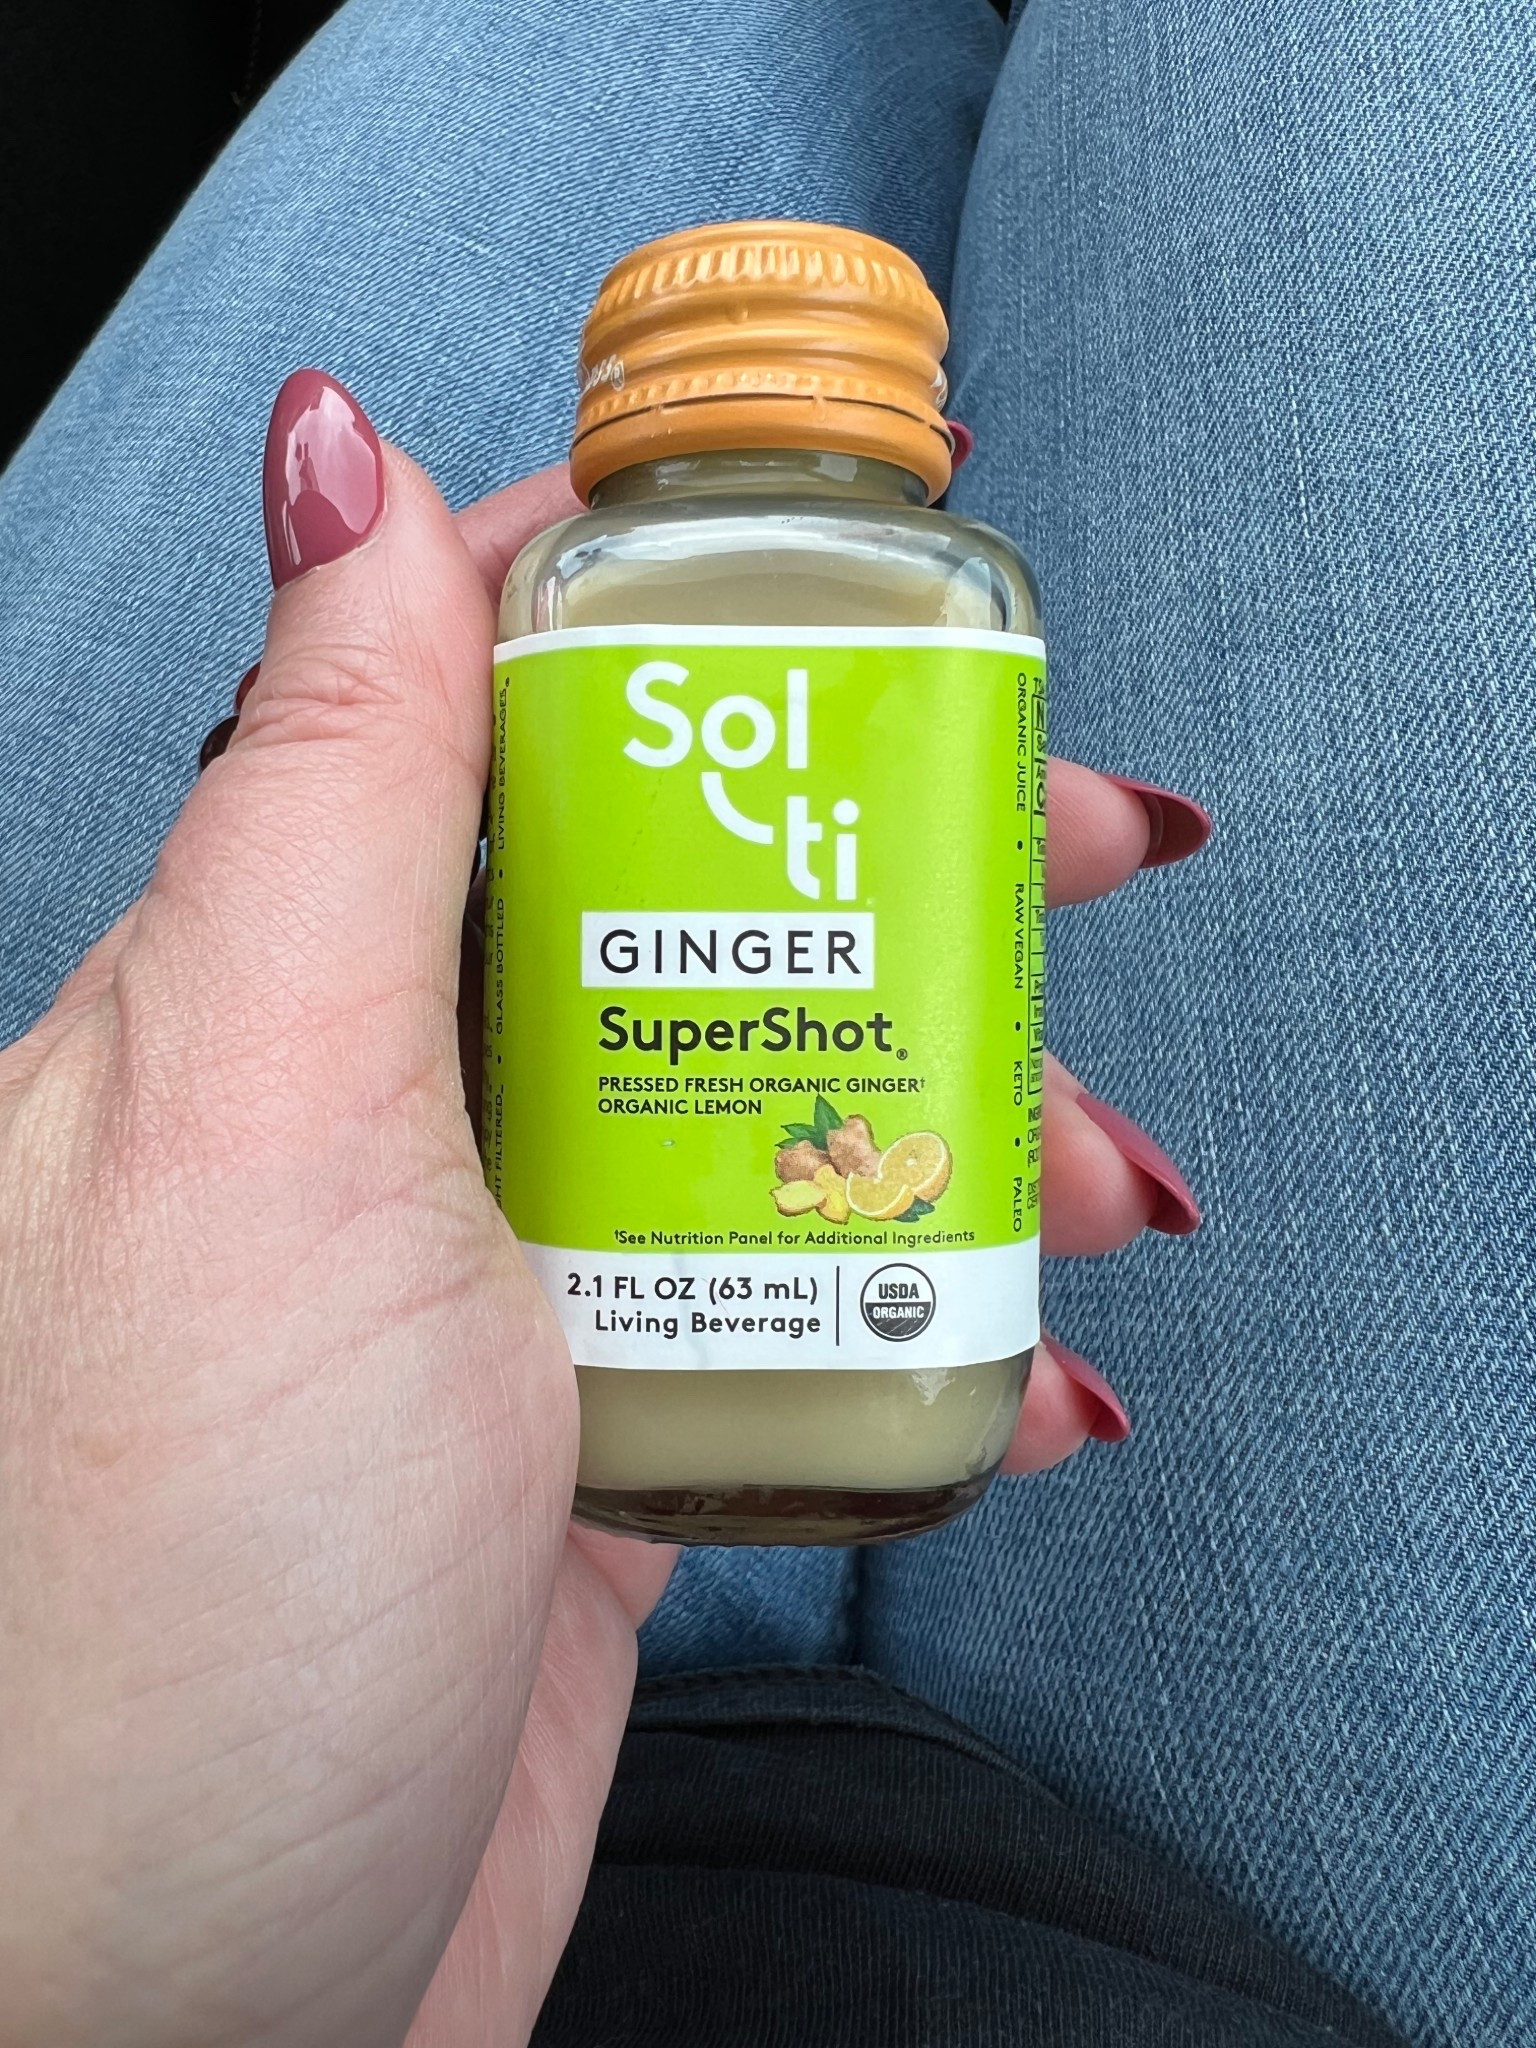 Sol
ti
GINGER
SuperShot®
PRESSED FRESH ORGANIC GINGER†
ORGANIC LEMON
†See Nutrition Panel for Additional Ingredients
2.1 FL OZ (63 mL)
Living Beverage
USDA
ORGANIC
ORGANIC JUICE • RAW VEGAN • KETO • PALEO
FILTERED • GLASS BOTTLED • LIVING BEVERAGES